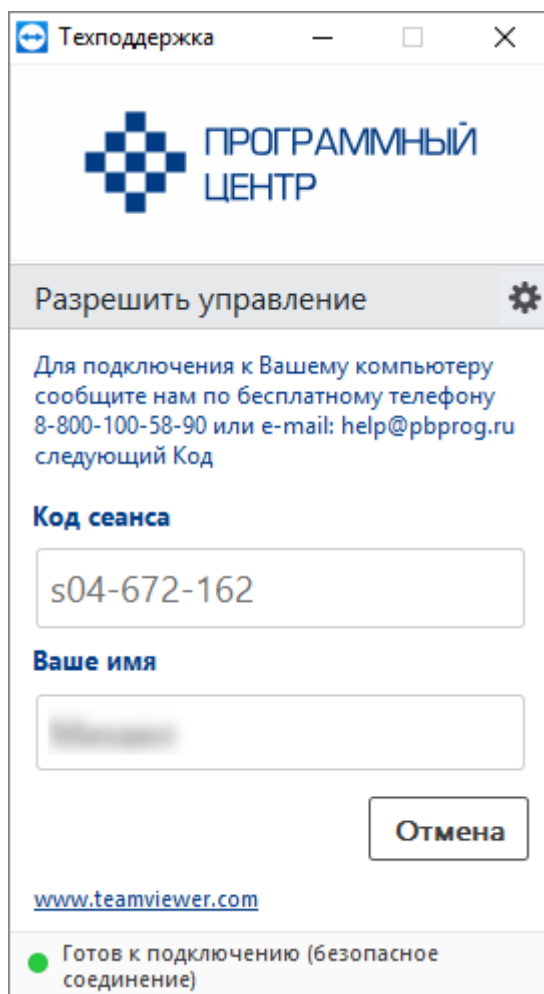 Техподдержка
ПРОГРАММНЫЙ
ЦЕНТР
Разрешить управление
Для подключения к Вашему компьютеру
сообщите нам по бесплатному телефону
8-800-100-58-90 или e-mail: help@pbprog.ru
следующий Код
Код сеанса
s04-672-162
Ваше имя
Отмена
www.teamviewer.com
Готов к подключению (безопасное
соединение)